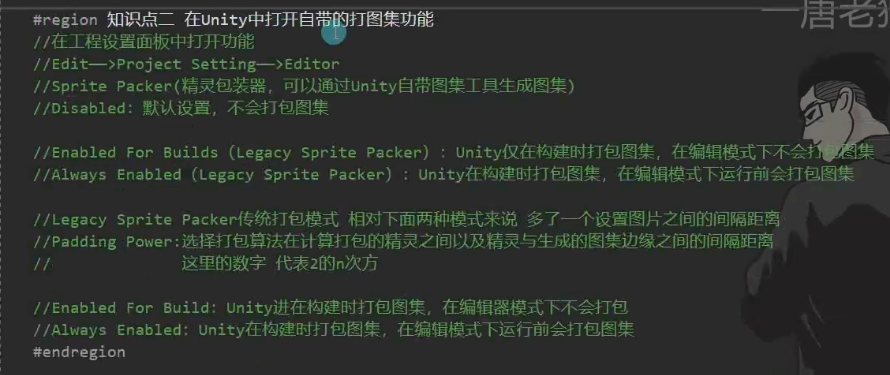 一唐老
#region 知识点二 在Unity中打开自带的打图集功能
//在工程设置面板中打开功能
//Edit——>Project Setting——>Editor
//Sprite Packer(精灵包装器，可以通过Unity自带图集工具生成图集)
//Disabled: 默认设置，不会打包图集
//Enabled For Builds (Legacy Sprite Packer) : Unity仅在构建时打包图集，在编辑模式下不会打包图集
//Always Enabled (Legacy Sprite Packer) : Unity在构建时打包图集，在编辑模式下运行前会打包图集
//Legacy Sprite Packer传统打包模式 相对下面两种模式来说 多了一个设置图片之间的间隔距离
//Padding Power:选择打包算法在计算打包的精灵之间以及精灵与生成的图集边缘之间的间隔距离
// 这里的数字 代表2的n次方
//Enabled For Build: Unity进在构建时打包图集，在编辑器模式下不会打包
//Always Enabled: Unity在构建时打包图集，在编辑模式下运行前会打包图集
#endregion